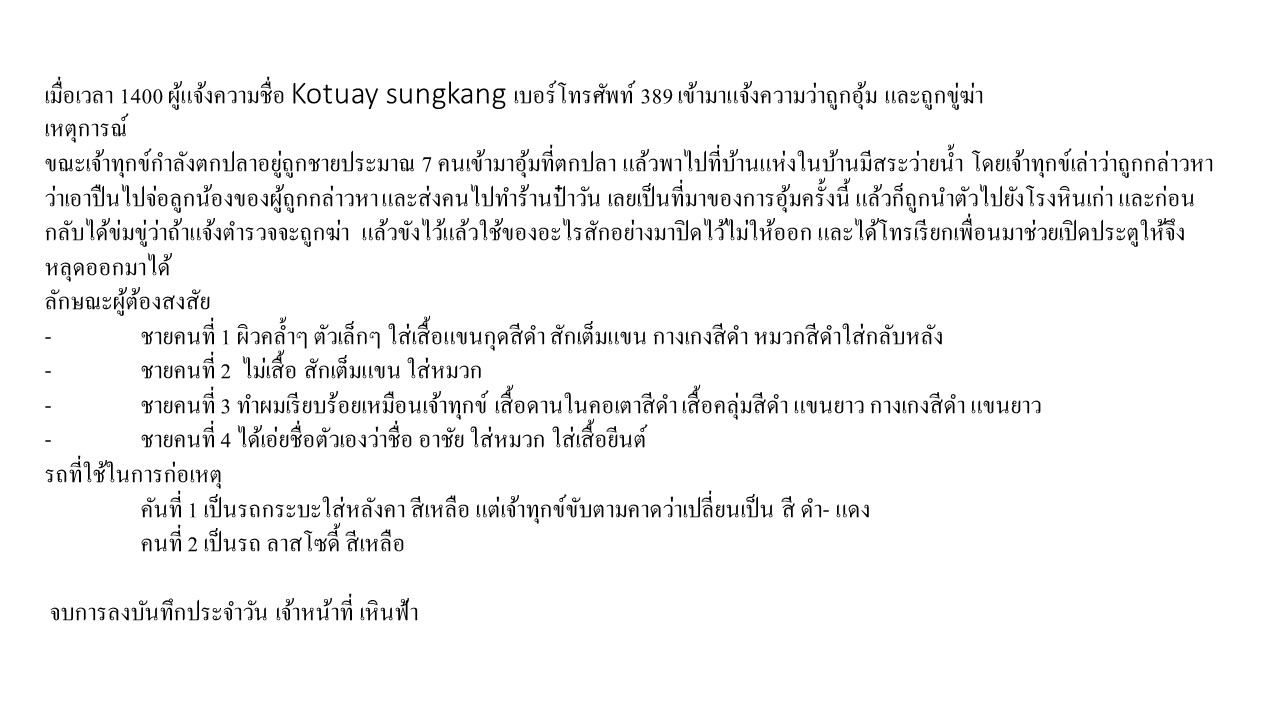 เมื่อเวลา 1400 ผู้แจ้งความชื่อ Kotuay sungkang เบอร์โทรศัพท์ 389 เข้ามาแจ้งความว่าถูกอุ้ม และถูกขู่ฆ่า
เหตุการณ์
ขณะเจ้าทุกข์กำลังตกปลาอยู่ถูกชายประมาณ 7 คนเข้ามาอุ้มที่ตกปลา แล้วพาไปที่บ้านแห่งในบ้านมีสระว่ายน้ำ โดยเจ้าทุกข์เล่าว่าถูกกล่าวหา
ว่าเอาปืนไปจ่อลูกน้องของผู้ถูกกล่าวหา และส่งคนไปทำร้านป๋าวัน เลยเป็นที่มาของการอุ้มครั้งนี้ แล้วก็ถูกนำตัวไปยังโรงหินเก่า และก่อน
กลับได้ข่มขู่ว่าถ้าแจ้งตำรวจจะถูกฆ่า แล้วขังไว้แล้วใช้ของอะไรสักอย่างมาปิดไว้ไม่ให้ออก และได้โทรเรียกเพื่อนมาช่วยเปิดประตูให้จึง
หลุดออกมาได้
ลักษณะผู้ต้องสงสัย
- ชายคนที่ 1 ผิวคล้ำๆ ตัวเล็กๆ ใส่เสื้อแขนกุดสีดำ สักเต็มแขน กางเกงสีดำ หมวกสีดำใส่กลับหลัง
- ชายคนที่ 2 ไม่เสื้อ สักเต็มแขน ใส่หมวก
- ชายคนที่ 3 ทำผมเรียบร้อยเหมือนเจ้าทุกข์ เสื้อดานในคอเตาสีดำ เสื้อคลุ่มสีดำ แขนยาว กางเกงสีดำ แขนยาว
- ชายคนที่ 4 ได้เอ่ยชื่อตัวเองว่าชื่อ อาชัย ใส่หมวก ใส่เสื้อยีนต์
รถที่ใช้ในการก่อเหตุ
คันที่ 1 เป็นรถกระบะใส่หลังคา สีเหลือ แต่เจ้าทุกข์ขับตามคาดว่าเปลี่ยนเป็น สี ดำ- แดง
คนที่ 2 เป็นรถ ลาสโซดี้ สีเหลือ
จบการลงบันทึกประจำวัน เจ้าหน้าที่ เหินฟ้า